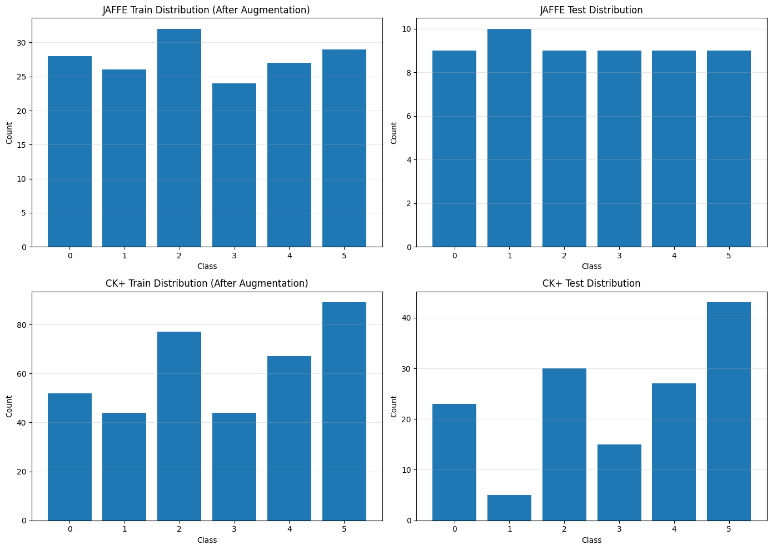 JAFFE Train Distribution (After Augmentation)
Count
30
25
20
15
10
5
0
0 1 2 3 4 5
Class
JAFFE Test Distribution
Count
10
8
6
4
2
0
0 1 2 3 4 5
Class
CK+ Train Distribution (After Augmentation)
Count
80
60
40
20
0
0 1 2 3 4 5
Class
CK+ Test Distribution
Count
40
30
20
10
0
0 1 2 3 4 5
Class